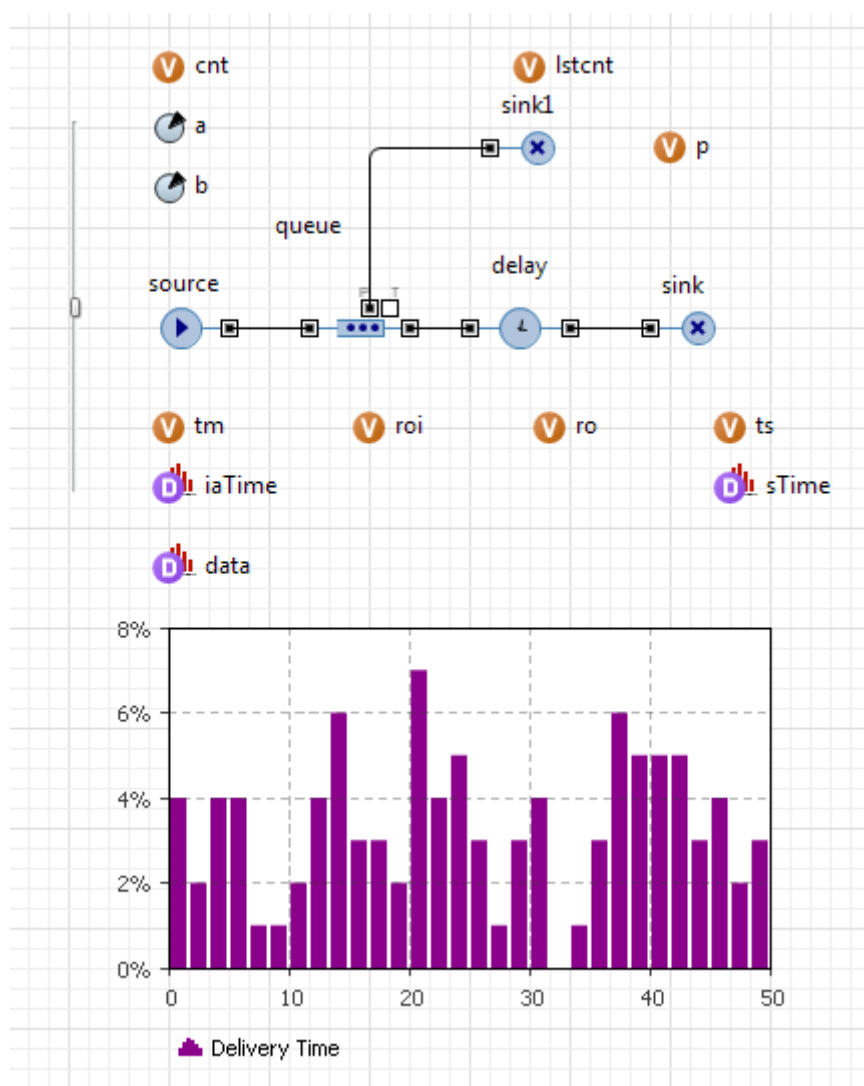 cnt
lstcnt
sink1
a
p
b
queue
delay
source
sink
P T
0
tm
roi
ro
ts
iaTime
sTime
data
8%
6%
4%
2%
0%
0 10 20 30 40 50
Delivery Time